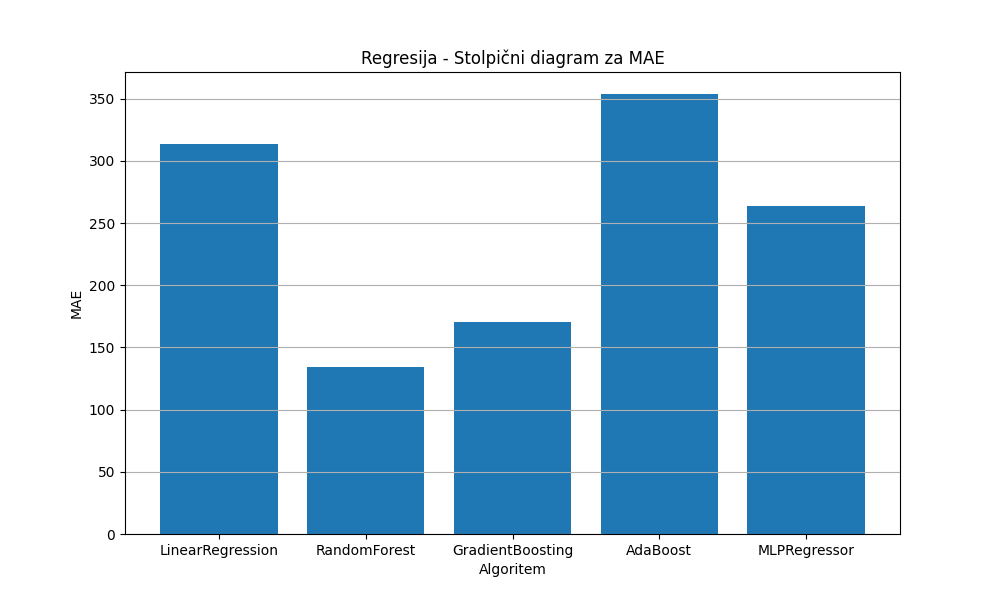 Regresija - Stolpični diagram za MAE
350
300
250
200
150
100
50
0
MAE
LinearRegression RandomForest GradientBoosting AdaBoost MLPRegressor
Algoritem